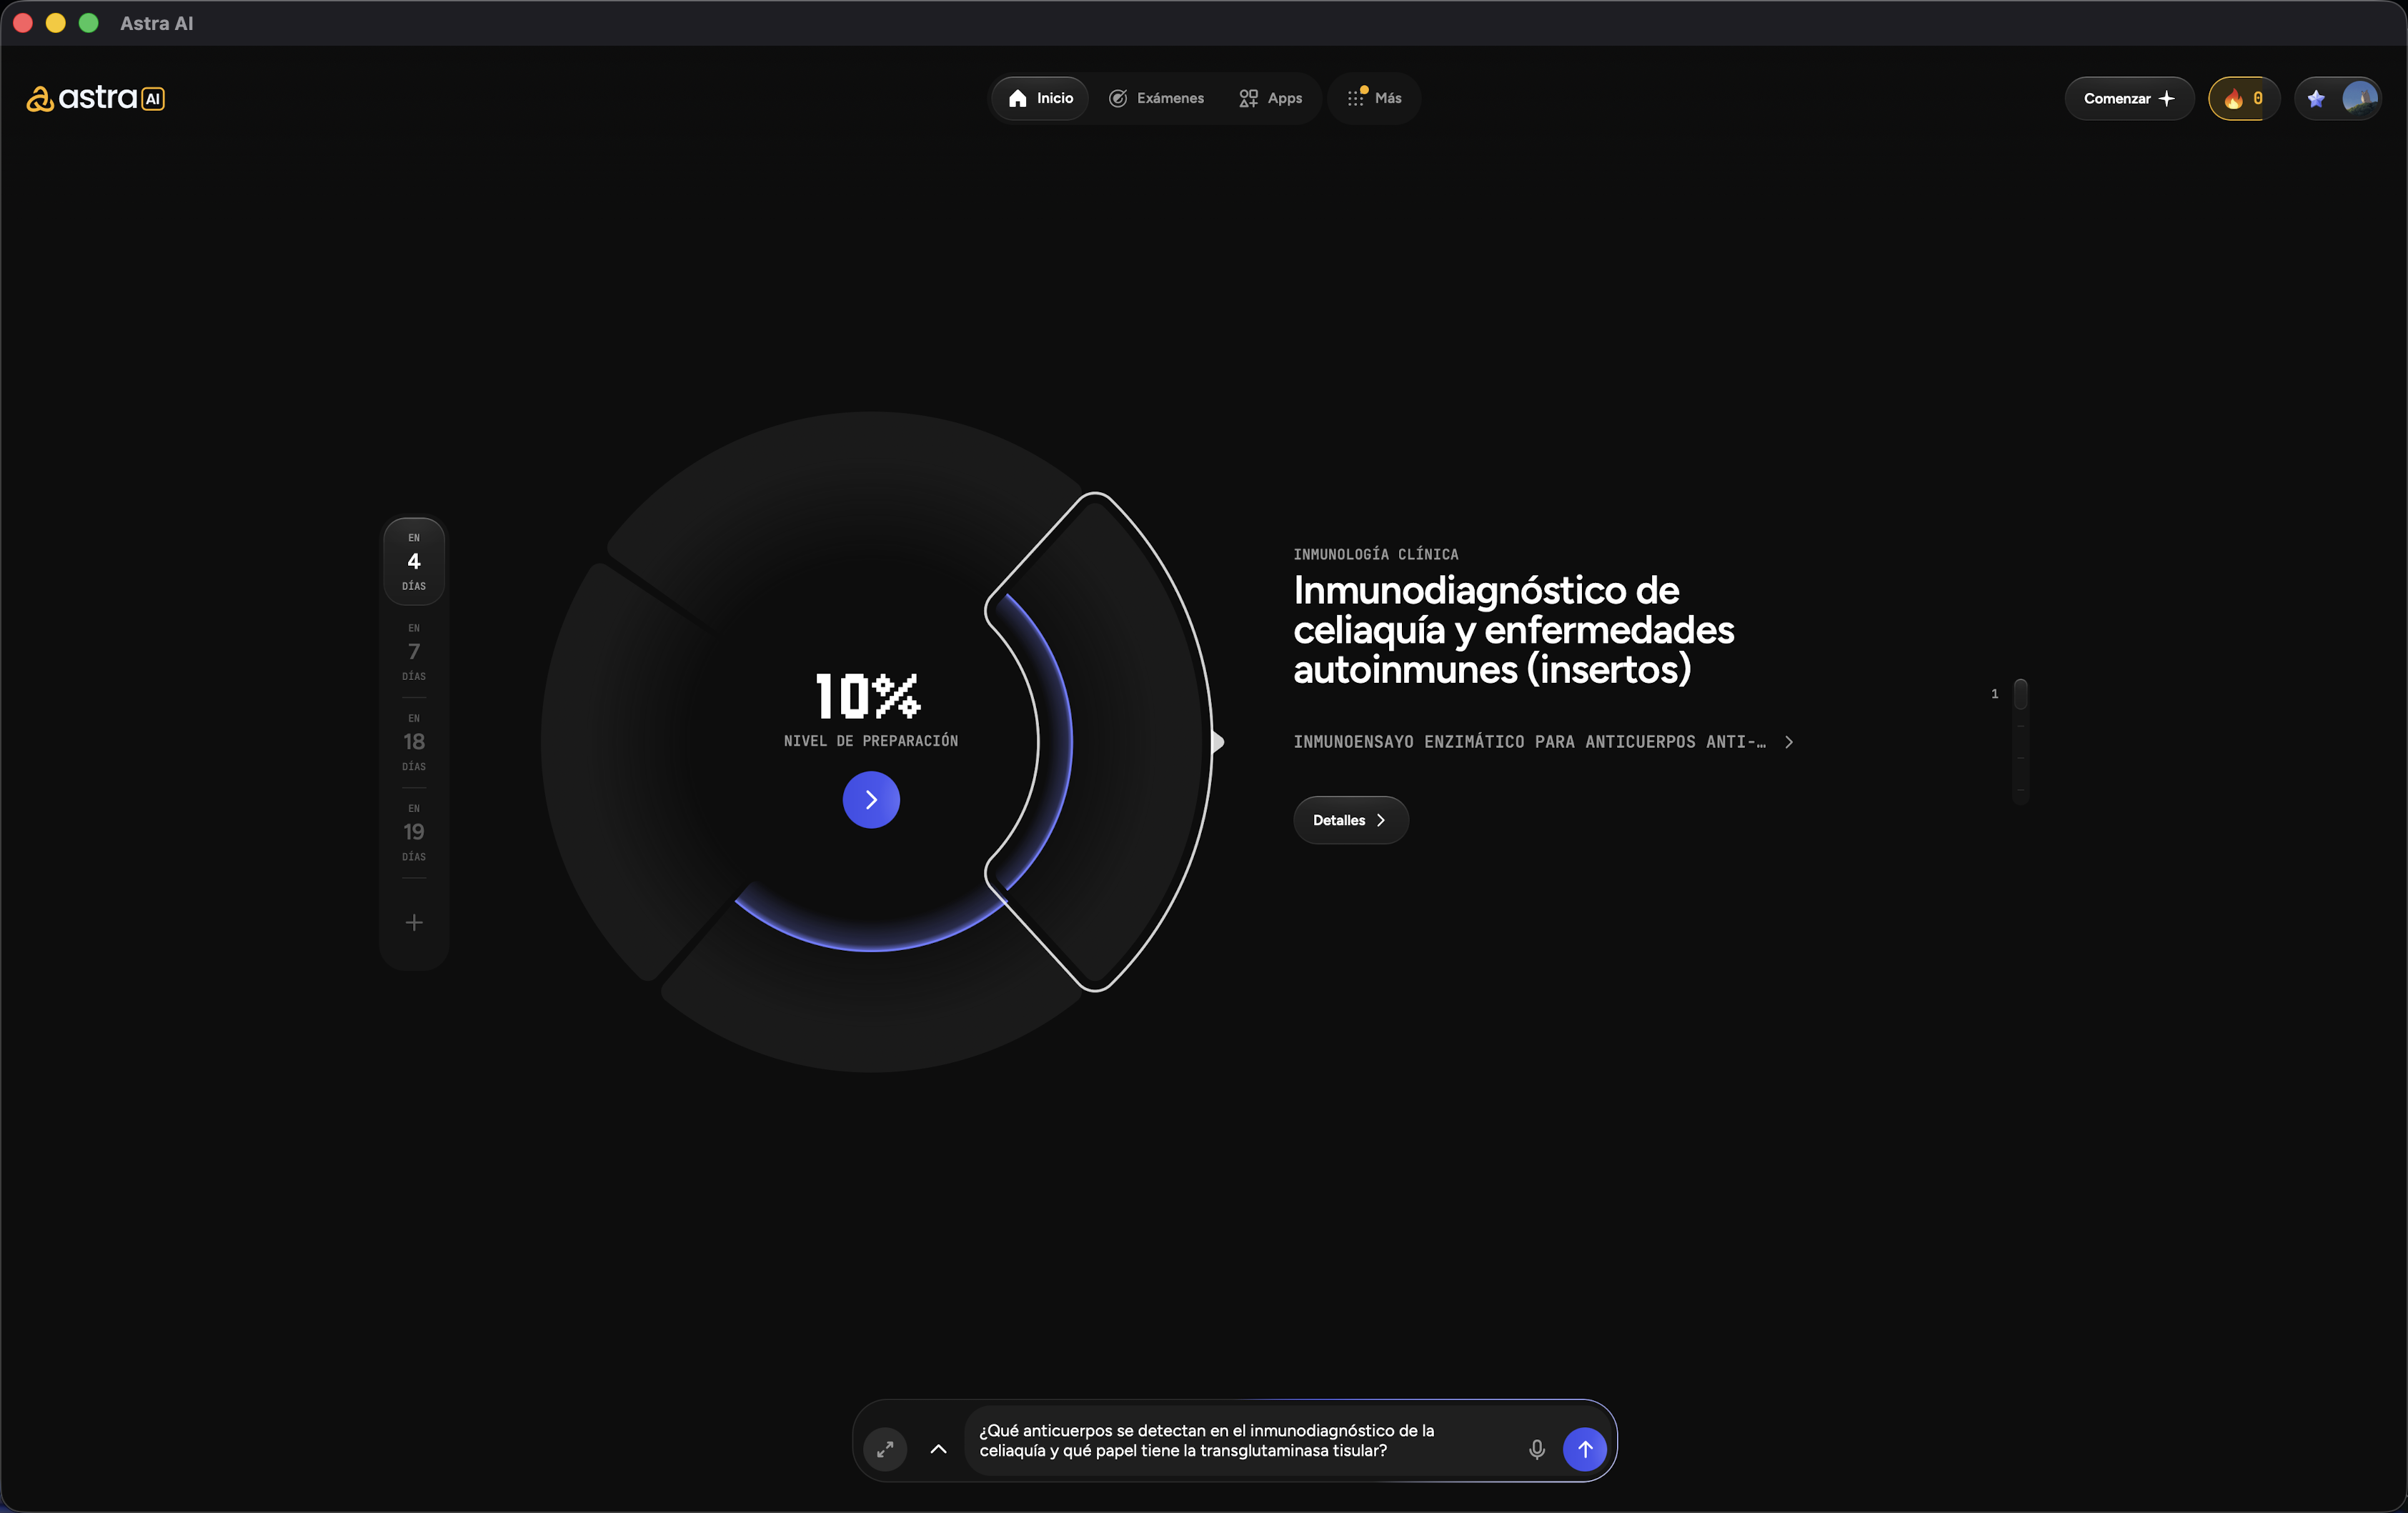 Astra AI
astra AI
Inicio
Exámenes
Apps
Más
Comenzar
0
EN
4
DÍAS
EN
7
DÍAS
EN
18
DÍAS
EN
19
DÍAS
10%
NIVEL DE PREPARACIÓN
INMUNOLOGÍA CLÍNICA
Inmunodiagnóstico de
celiaquía y enfermedades
autoinmunes (insertos)
INMUNOENSAYO ENZIMÁTICO PARA ANTICUERPOS ANTI-…
Detalles
1
¿Qué anticuerpos se detectan en el inmunodiagnóstico de la
celiaquía y qué papel tiene la transglutaminasa tisular?